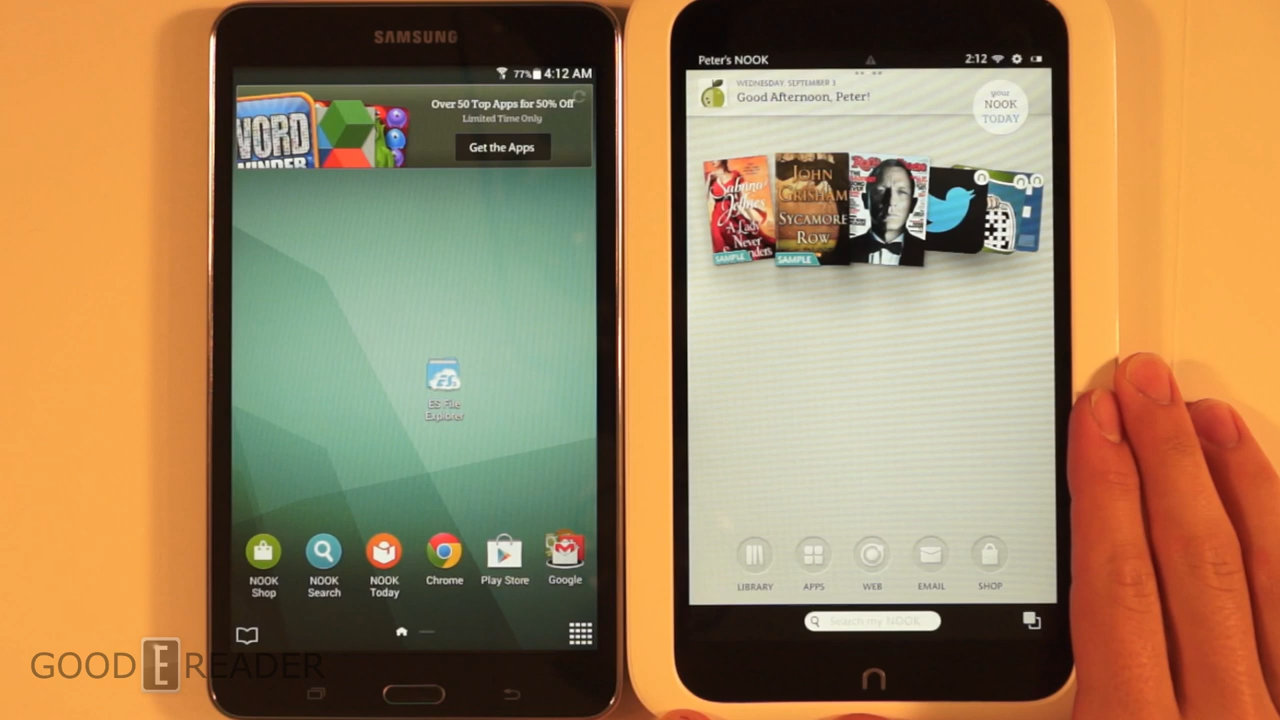 SAMSUNG
77% 4:12 AM
WORD
Over 50 Top Apps for 50% Off
Limited Time Only
Get the Apps
ES File
Explorer
NOOK
Shop
NOOK
Search
NOOK
Today
Chrome
Play Store
Google
Peter's NOOK
2:12
WEDNESDAY, SEPTEMBER 3
Good Afternoon, Peter!
your
NOOK
TODAY
Sabrina
Jeffries
A Lady
Never
SAMPLE
JOHN
GRISHAM
SYCAMORE
ROW
SAMPLE
LIBRARY
APPS
WEB
EMAIL
SHOP
Search my NOOK
GOOD E READER